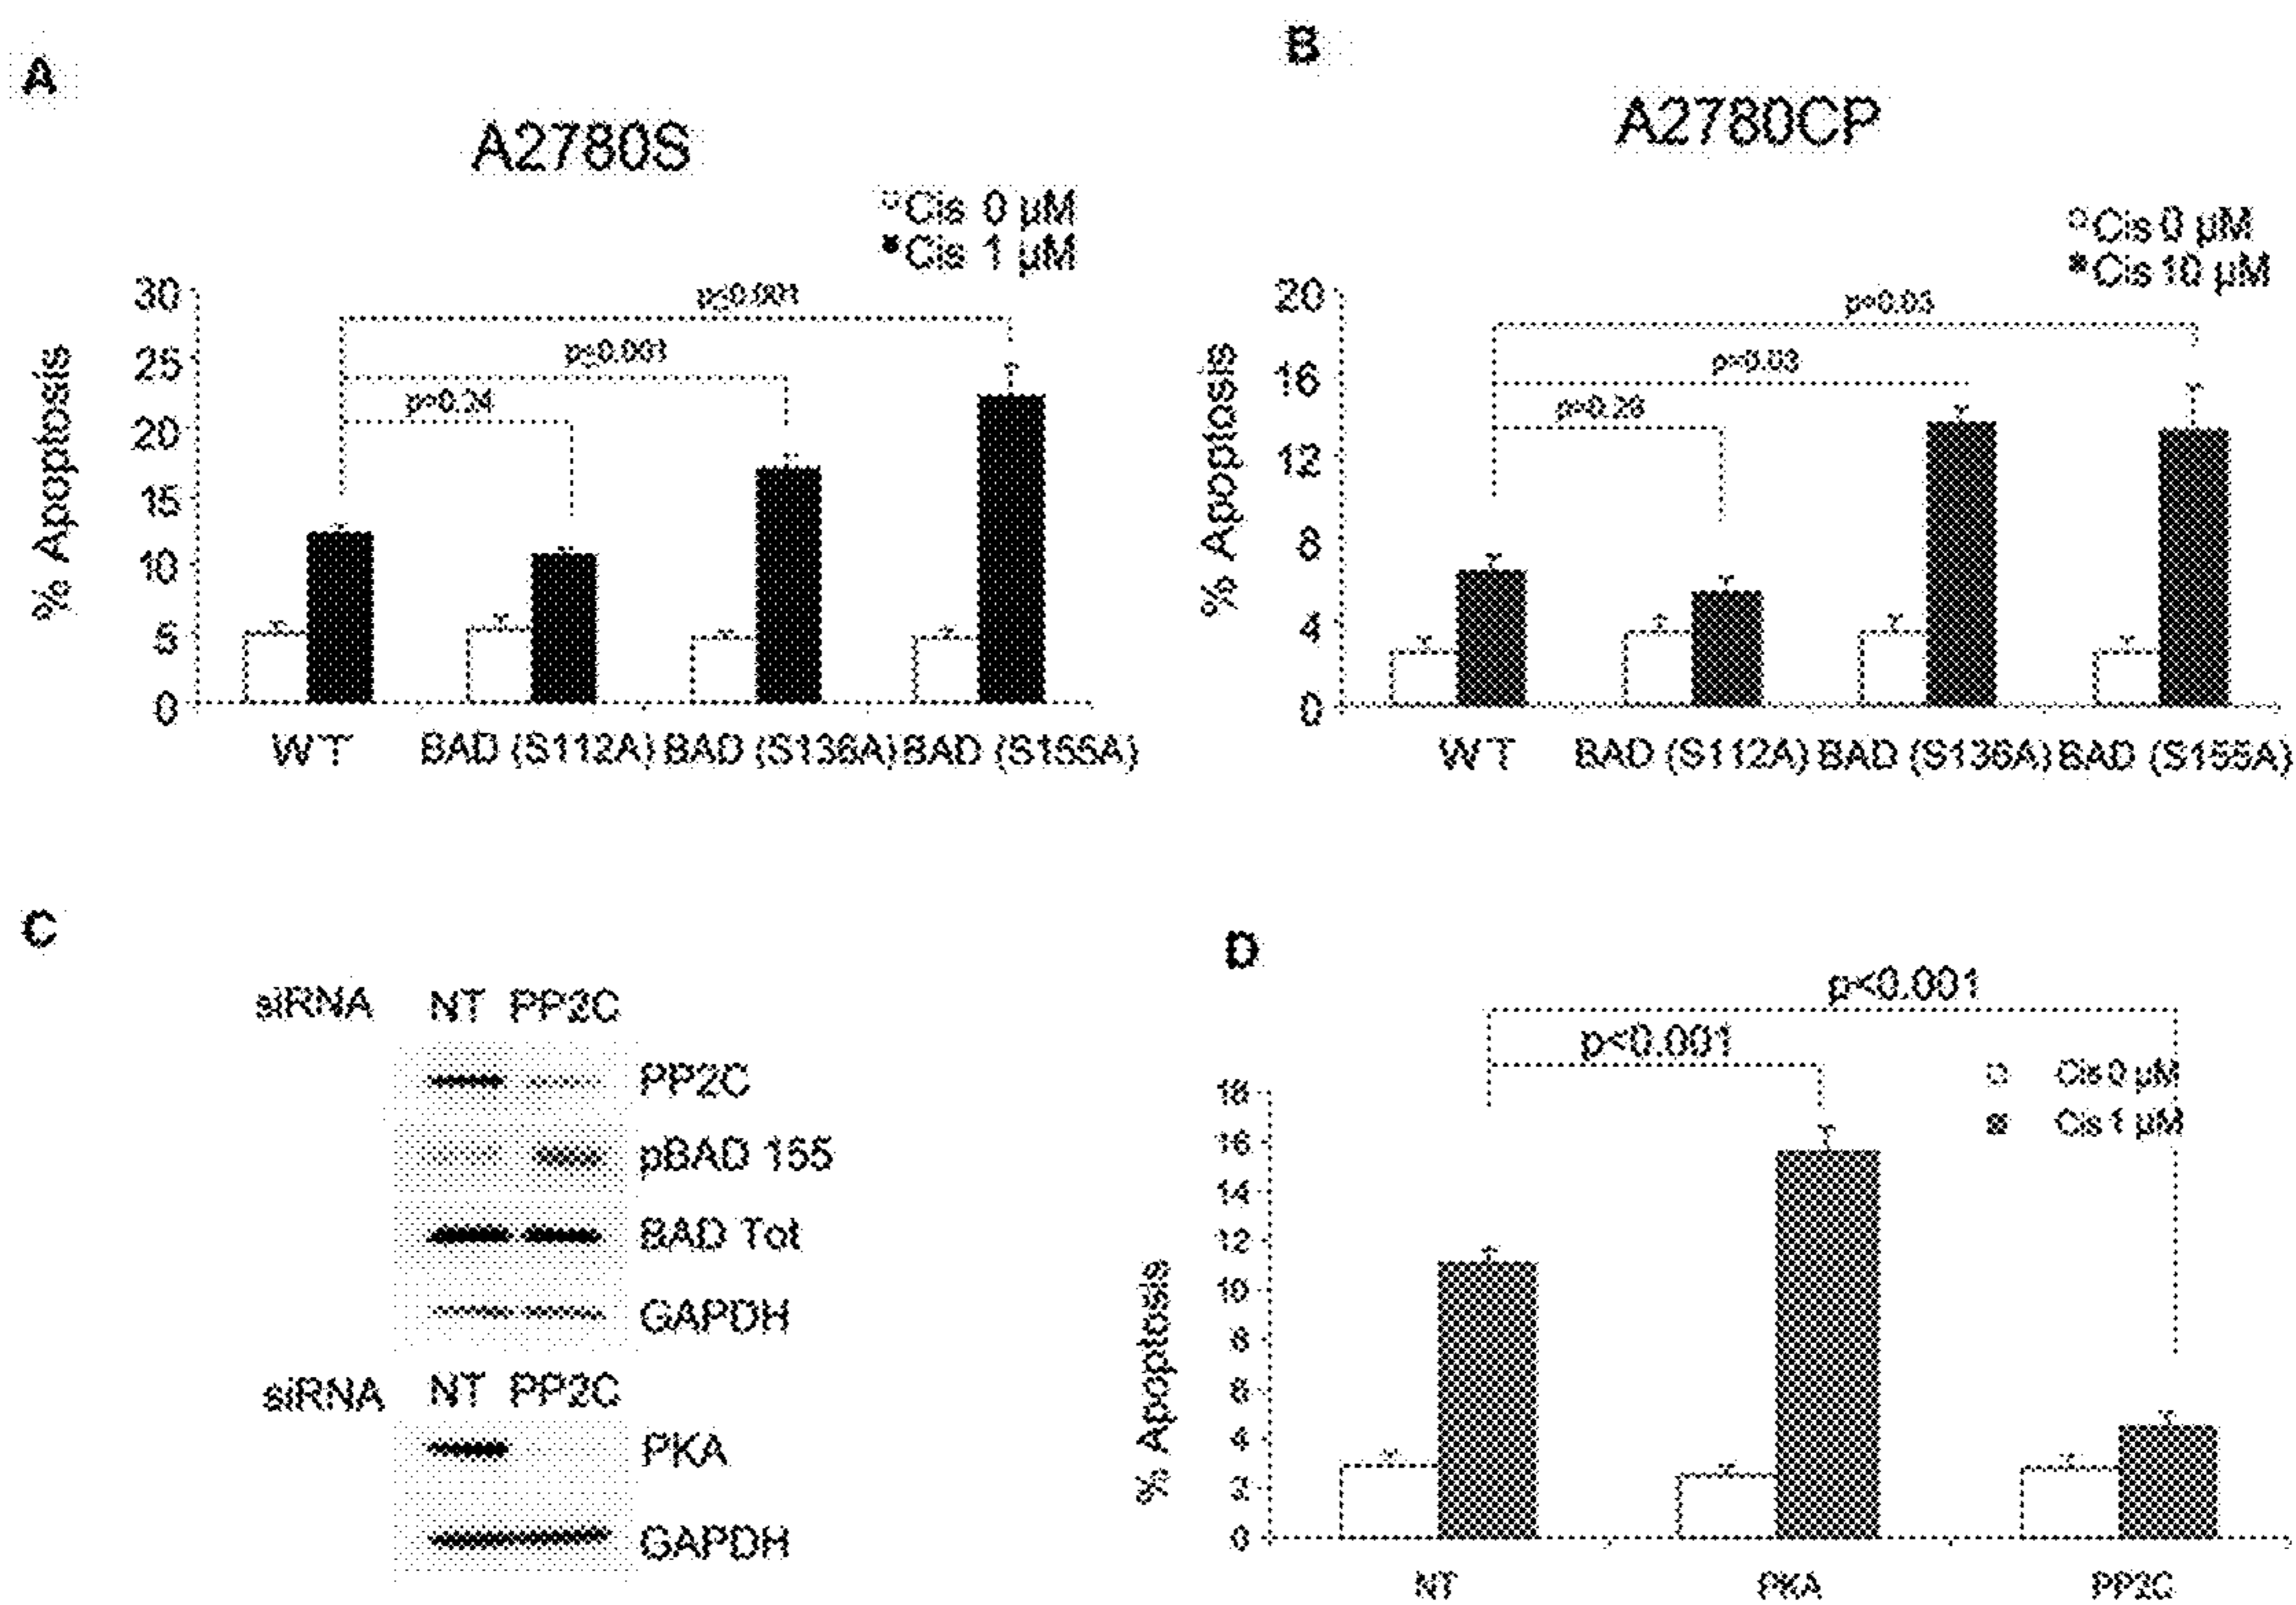 A
A2780S
Cis 0 µM
Cis 1 µM
30
25
20
15
10
5
0
% Apoptosis
p≤0.001
p≤0.001
p=0.24
WT
BAD (S112A)
BAD (S136A)
BAD (S155A)
B
A2780CP
Cis 0 µM
Cis 10 µM
20
16
12
8
4
0
% Apoptosis
p=0.03
p=0.28
WT
BAD (S112A)
BAD (S136A)
BAD (S155A)
C
siRNA NT PP2C
PP2C
pBAD 155
BAD Tot
GAPDH
siRNA NT PP2C
PKA
GAPDH
D
p<0.001
p<0.001
Cis 0 µM
Cis 1 µM
18
16
14
12
10
8
6
4
2
0
% Apoptosis
NT
PKA
PP2C